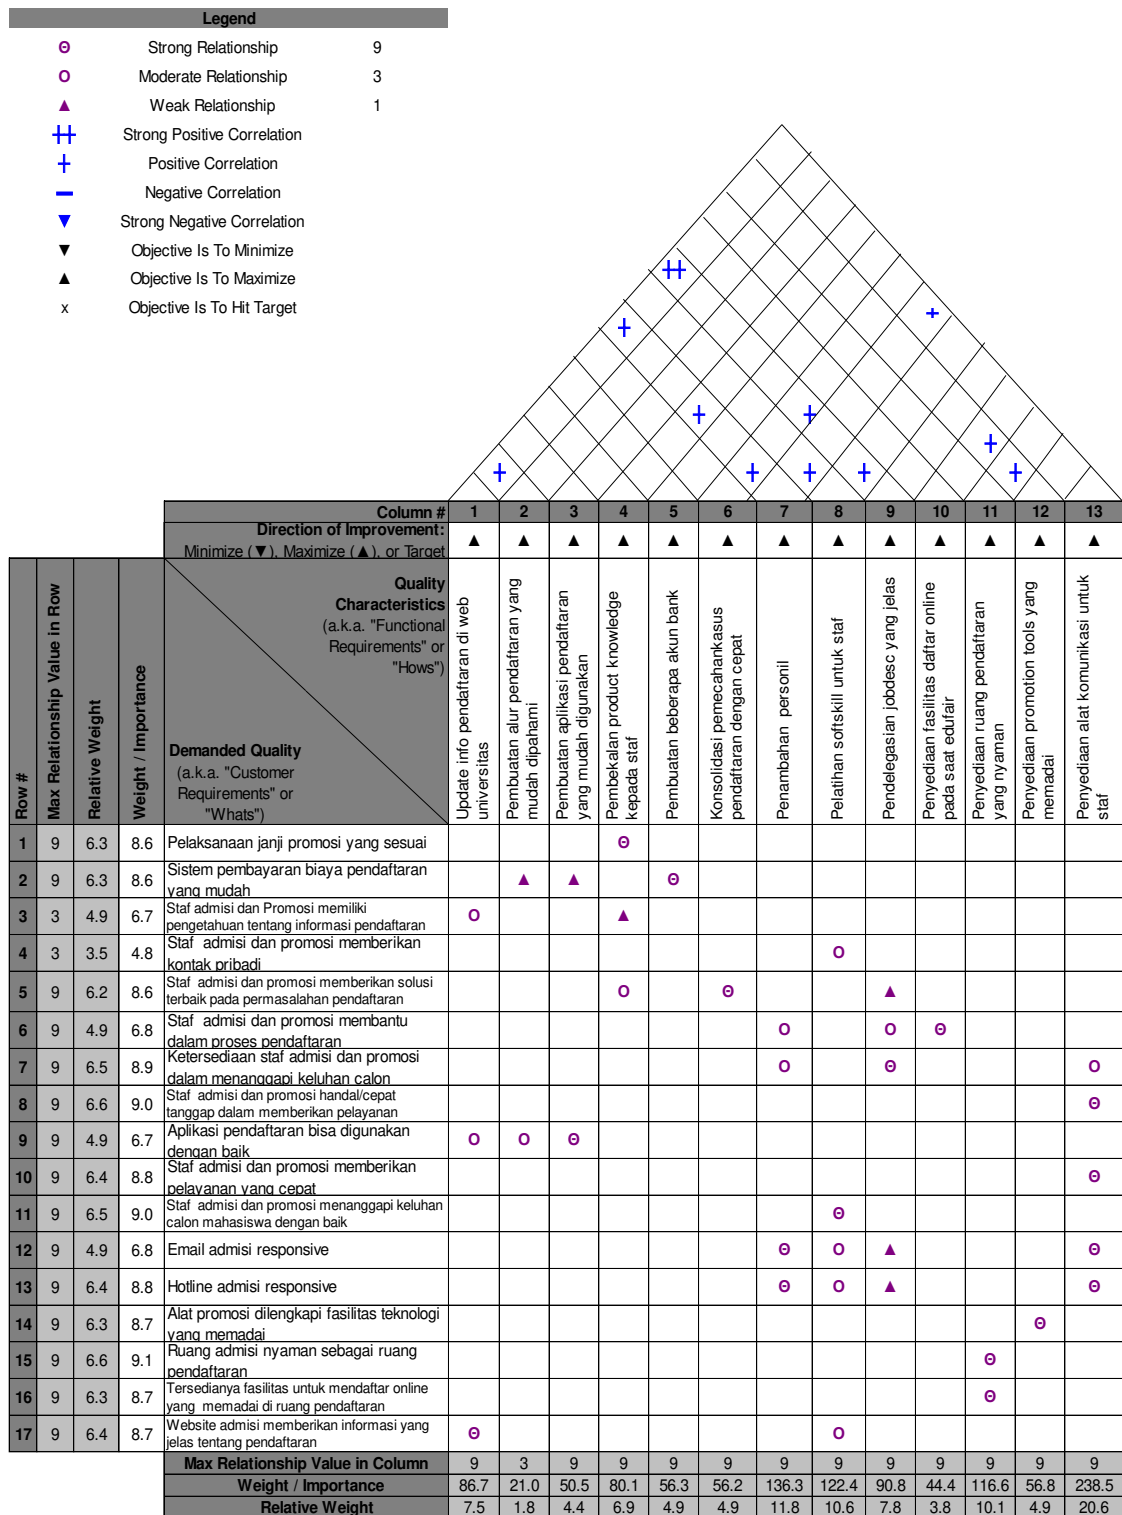 Legend
Θ Strong Relationship 9
Ο Moderate Relationship 3
▲ Weak Relationship 1
Strong Positive Correlation
Positive Correlation
Negative Correlation
▼ Strong Negative Correlation
▼ Objective Is To Minimize
▲ Objective Is To Maximize
x Objective Is To Hit Target
Column # 1 2 3 4 5 6 7 8 9 10 11 12 13
Direction of Improvement:
Minimize (▼), Maximize (▲), or Target ▲ ▲ ▲ ▲ ▲ ▲ ▲ ▲ ▲ ▲ ▲ ▲ ▲
Row #
Max Relationship Value in Row
Relative Weight
Weight / Importance
Quality
Characteristics
(a.k.a. "Functional
Requirements" or
"Hows")
Demanded Quality
(a.k.a. "Customer
Requirements" or
"Whats")
Update info pendaftaran di web
universitas
Pembuatan alur pendaftaran yang
mudah dipahami
Pembuatan aplikasi pendaftaran
yang mudah digunakan
Pembekalan product knowledge
kepada staf
Pembuatan beberapa akun bank
Konsolidasi pemecahankasus
pendaftaran dengan cepat
Penambahan personil
Pelatihan softskill untuk staf
Pendelegasian jobdesc yang jelas
Penyediaan fasilitas daftar online
pada saat edufair
Penyediaan ruang pendaftaran
yang nyaman
Penyediaan promotion tools yang
memadai
Penyediaan alat komunikasi untuk
staf
1 9 6.3 8.6 Pelaksanaan janji promosi yang sesuai Θ
2 9 6.3 8.6 Sistem pembayaran biaya pendaftaran
yang mudah ▲ ▲ Θ
3 3 4.9 6.7 Staf admisi dan Promosi memiliki
pengetahuan tentang informasi pendaftaran Ο ▲
4 3 3.5 4.8 Staf admisi dan promosi memberikan
kontak pribadi Ο
5 9 6.2 8.6 Staf admisi dan promosi memberikan solusi
terbaik pada permasalahan pendaftaran Ο Θ ▲
6 9 4.9 6.8 Staf admisi dan promosi membantu
dalam proses pendaftaran Ο Ο Θ
7 9 6.5 8.9 Ketersediaan staf admisi dan promosi
dalam menanggapi keluhan calon Ο Θ Ο
8 9 6.6 9.0 Staf admisi dan promosi handal/cepat
tanggap dalam memberikan pelayanan Θ
9 9 4.9 6.7 Aplikasi pendaftaran bisa digunakan
dengan baik Ο Ο Θ
10 9 6.4 8.8 Staf admisi dan promosi memberikan
pelayanan yang cepat Θ
11 9 6.5 9.0 Staf admisi dan promosi menanggapi keluhan
calon mahasiswa dengan baik Θ
12 9 4.9 6.8 Email admisi responsive Θ Ο ▲ Θ
13 9 6.4 8.8 Hotline admisi responsive Θ Ο ▲ Θ
14 9 6.3 8.7 Alat promosi dilengkapi fasilitas teknologi
yang memadai Θ
15 9 6.6 9.1 Ruang admisi nyaman sebagai ruang
pendaftaran Θ
16 9 6.3 8.7 Tersedianya fasilitas untuk mendaftar online
yang memadai di ruang pendaftaran Θ
17 9 6.4 8.7 Website admisi memberikan informasi yang
jelas tentang pendaftaran Θ Ο
Max Relationship Value in Column 9 3 9 9 9 9 9 9 9 9 9 9 9
Weight / Importance 86.7 21.0 50.5 80.1 56.3 56.2 136.3 122.4 90.8 44.4 116.6 56.8 238.5
Relative Weight 7.5 1.8 4.4 6.9 4.9 4.9 11.8 10.6 7.8 3.8 10.1 4.9 20.6